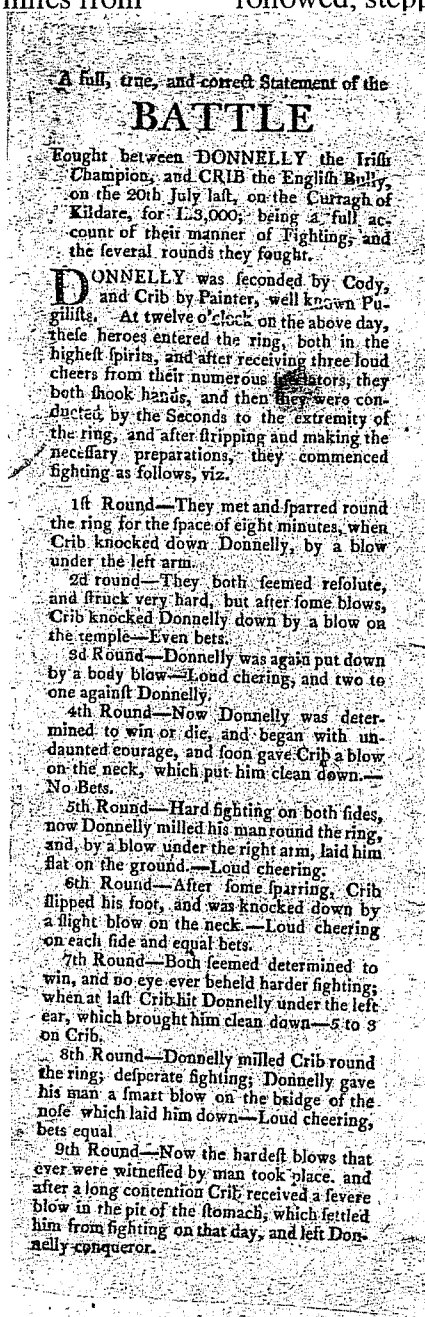 miles from followed, stepp
A full, true, and correct Statement of the
BATTLE
Fought between DONNELLY the Iriſh
Champion, and CRIB the Engliſh Bully,
on the 20th July laſt, on the Curragh of
Kildare, for L.3,000; being a full ac-
count of their manner of Fighting, and
the ſeveral rounds they fought.
DONNELLY was ſeconded by Cody,
and Crib by Painter, well known Pu-
giliſts. At twelve o'clock on the above day,
theſe heroes entered the ring, both in the
higheſt ſpirits, and after receiving three loud
cheers from their numerous they
both ſhook hands, and then they were con-
ducted, by the Seconds to the extremity of
the ring, and after ſtripping and making the
neceſſary preparations, they commenced
fighting as follows, viz.
1ſt Round—They met and ſparred round
the ring for the ſpace of eight minutes, when
Crib knocked down Donnelly, by a blow
under the left arm.
2d round—They both ſeemed reſolute,
and ſtruck very hard, but after ſome blows,
Crib knocked Donnelly down by a blow on
the temple—Even bets.
3d Round—Donnelly was again put down
by a body blow—Loud chering, and two to
one againſt Donnelly.
4th Round—Now Donnelly was deter-
mined to win or die, and began with un-
daunted courage, and ſoon gave Crib a blow
on the neck, which put him clean down.—
No Bets.
5th Round—Hard fighting on both ſides,
now Donnelly milled his man round the ring,
and, by a blow under the right arm, laid him
flat on the ground.—Loud cheering.
6th Round—After ſome ſparring, Crib
ſlipped his foot, and was knocked down by
a ſlight blow on the neck.—Loud cheering
on each ſide and equal bets.
7th Round—Both ſeemed determined to
win, and no eye ever beheld harder fighting;
when at laſt Crib hit Donnelly under the left
ear, which brought him clean down—5 to 3
on Crib.
8th Round—Donnelly milled Crib round
the ring; deſperate fighting; Donnelly gave
his man a ſmart blow on the bridge of the
noſe which laid him down—Loud cheering,
bets equal
9th Round—Now the hardeſt blows that
ever were witneſſed by man took place. and
after a long contention Crib received a ſevere
blow in the pit of the ſtomach, which ſettled
him from fighting on that day, and left Don-
nelly conqueror.